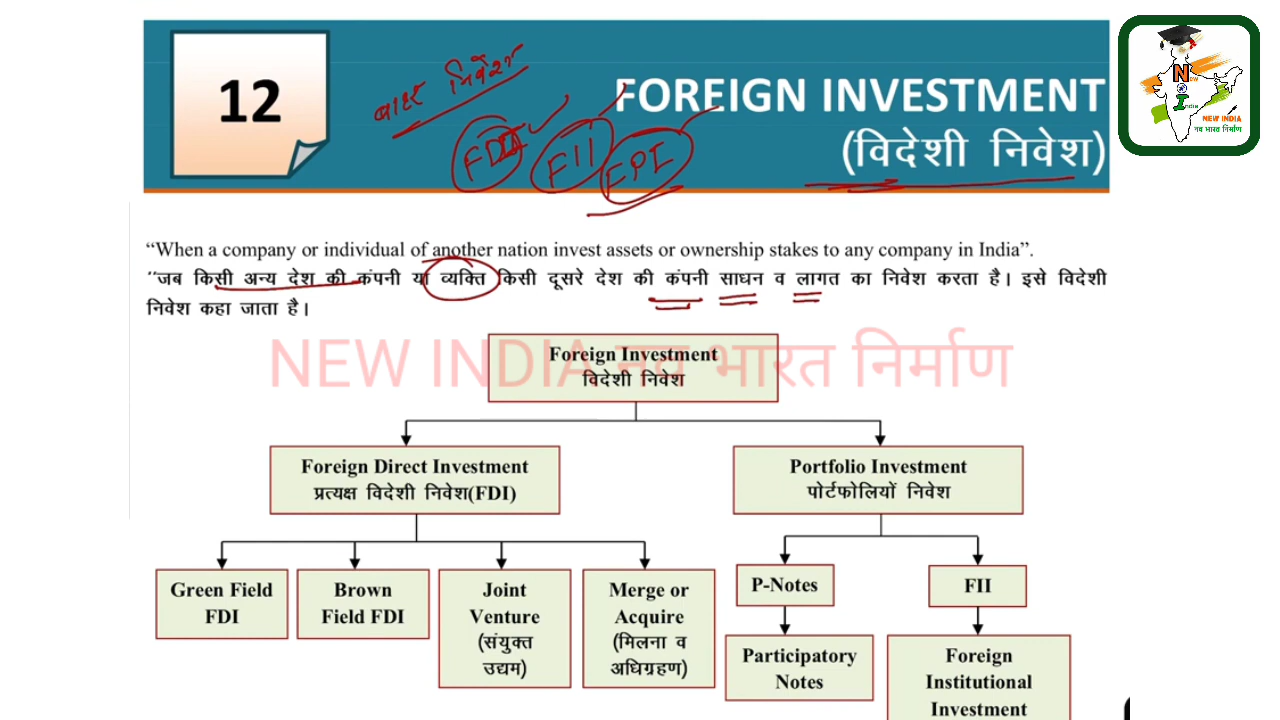 12
बाह्य निवेश
FDI FII FPI
FOREIGN INVESTMENT
(विदेशी निवेश)
New
India
NEW INDIA
नव भारत निर्माण
“When a company or individual of another nation invest assets or ownership stakes to any company in India”.
“जब किसी अन्य देश की कंपनी या व्यक्ति किसी दूसरे देश की कंपनी साधन व लागत का निवेश करता है। इसे विदेशी
निवेश कहा जाता है।
NEW INDIA नव भारत निर्माण
Foreign Investment
विदेशी निवेश
Foreign Direct Investment
प्रत्यक्ष विदेशी निवेश(FDI)
Portfolio Investment
पोर्टफोलियों निवेश
Green Field
FDI
Brown
Field FDI
Joint
Venture
(संयुक्त
उद्यम)
Merge or
Acquire
(मिलना व
अधिग्रहण)
P-Notes
FII
Participatory
Notes
Foreign
Institutional
Investment